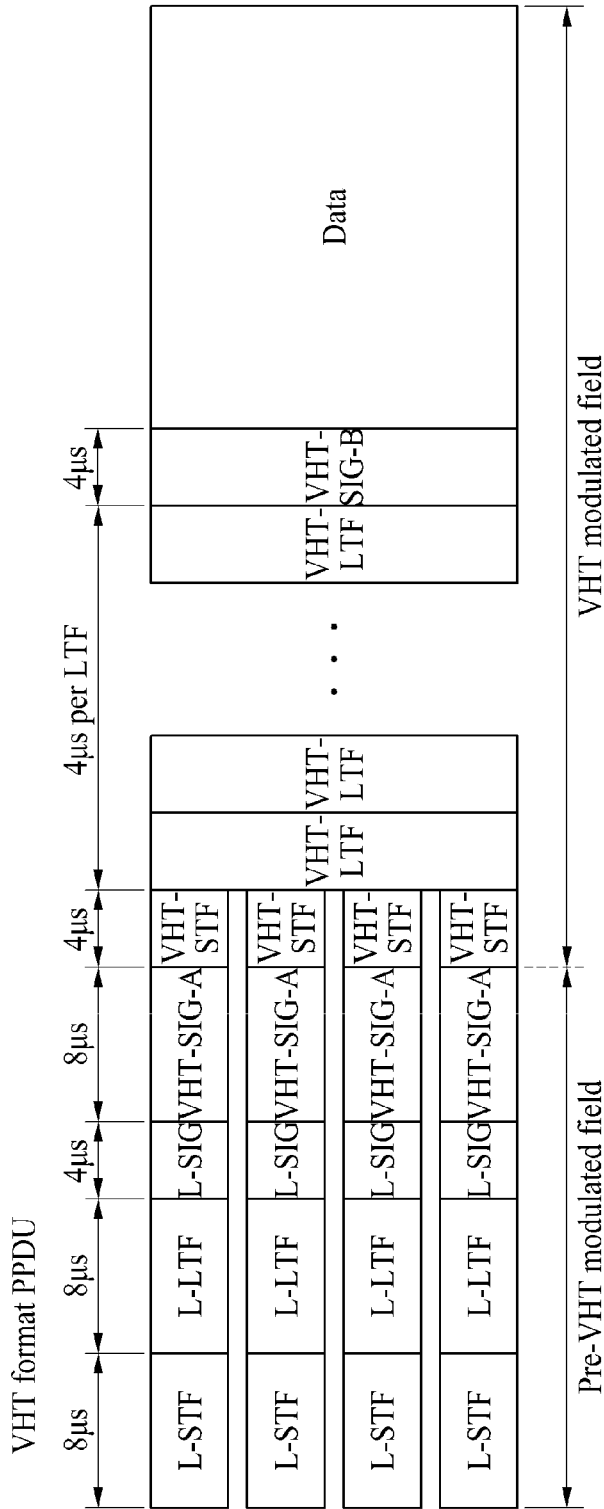 VHT format PPDU
8μs
8μs
4μs
8μs
4μs
4μs per LTF
4μs
L-STF
L-LTF
L-SIG
VHT-SIG-A
VHT-
STF
L-STF
L-LTF
L-SIG
VHT-SIG-A
VHT-
STF
L-STF
L-LTF
L-SIG
VHT-SIG-A
VHT-
STF
L-STF
L-LTF
L-SIG
VHT-SIG-A
VHT-
STF
VHT-
LTF
VHT-
LTF
VHT-
LTF
VHT-
SIG-B
Data
Pre-VHT modulated field
VHT modulated field